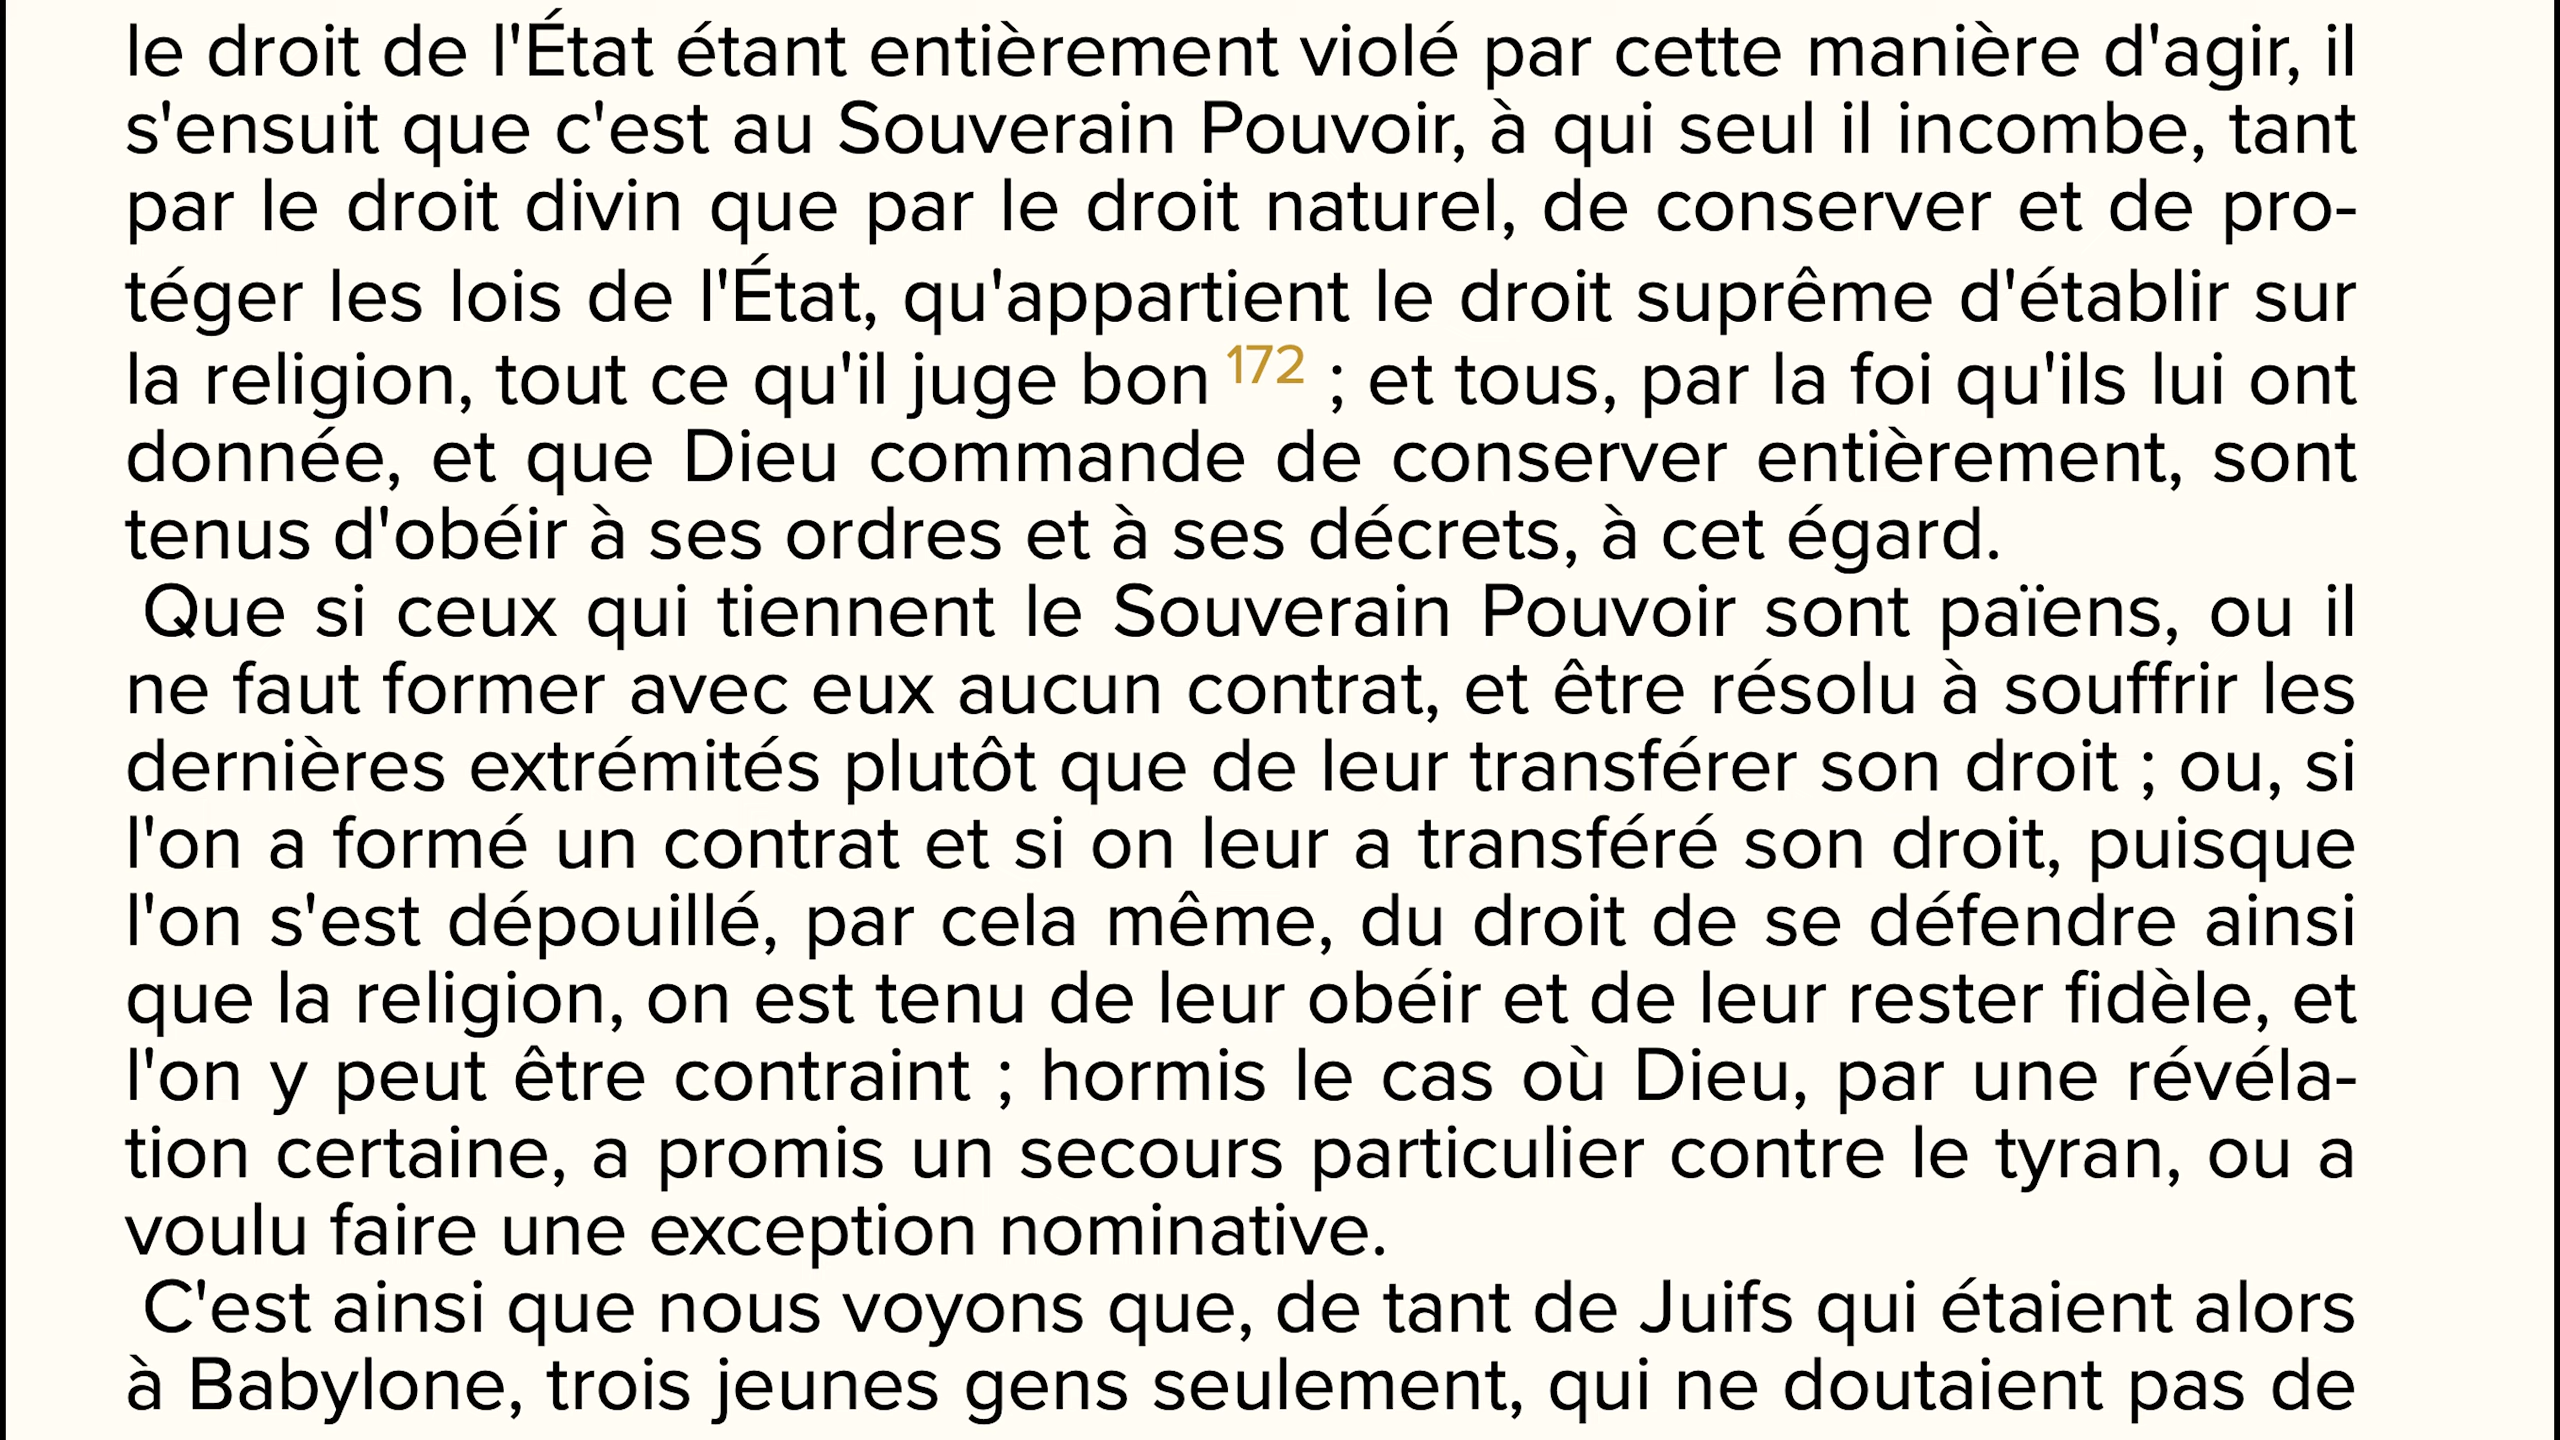 le droit de l'État étant entièrement violé par cette manière d'agir, il
s'ensuit que c'est au Souverain Pouvoir, à qui seul il incombe, tant
par le droit divin que par le droit naturel, de conserver et de pro-
téger les lois de l'État, qu'appartient le droit suprême d'établir sur
la religion, tout ce qu'il juge bon 172 ; et tous, par la foi qu'ils lui ont
donnée, et que Dieu commande de conserver entièrement, sont
tenus d'obéir à ses ordres et à ses décrets, à cet égard.
Que si ceux qui tiennent le Souverain Pouvoir sont païens, ou il
ne faut former avec eux aucun contrat, et être résolu à souffrir les
dernières extrémités plutôt que de leur transférer son droit ; ou, si
l'on a formé un contrat et si on leur a transféré son droit, puisque
l'on s'est dépouillé, par cela même, du droit de se défendre ainsi
que la religion, on est tenu de leur obéir et de leur rester fidèle, et
l'on y peut être contraint ; hormis le cas où Dieu, par une révéla-
tion certaine, a promis un secours particulier contre le tyran, ou a
voulu faire une exception nominative.
C'est ainsi que nous voyons que, de tant de Juifs qui étaient alors
à Babylone, trois jeunes gens seulement, qui ne doutaient pas de